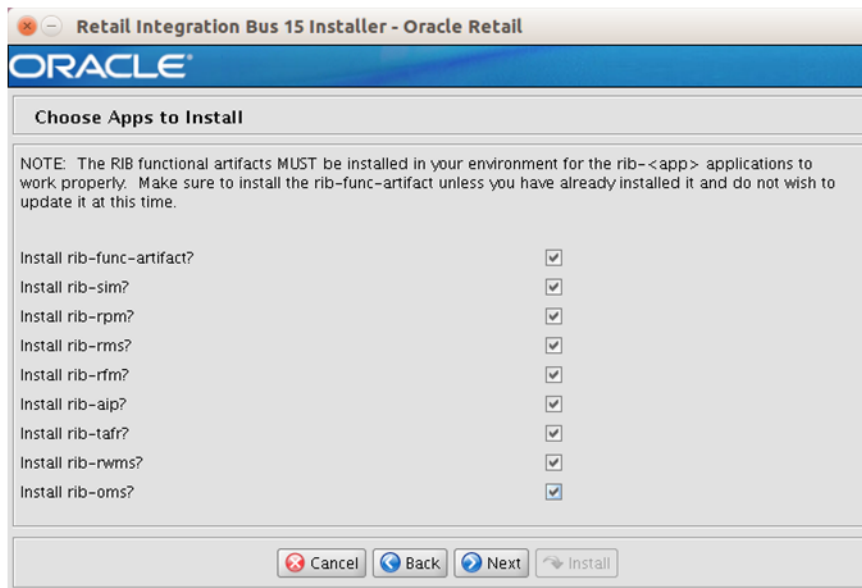 Retail Integration Bus 15 Installer - Oracle Retail
ORACLE®
Choose Apps to Install
NOTE: The RIB functional artifacts MUST be installed in your environment for the rib-<app> applications to
work properly. Make sure to install the rib-func-artifact unless you have already installed it and do not wish to
update it at this time.
Install rib-func-artifact?
Install rib-sim?
Install rib-rpm?
Install rib-rms?
Install rib-rfm?
Install rib-aip?
Install rib-tafr?
Install rib-rwms?
Install rib-oms?
Cancel Back Next Install